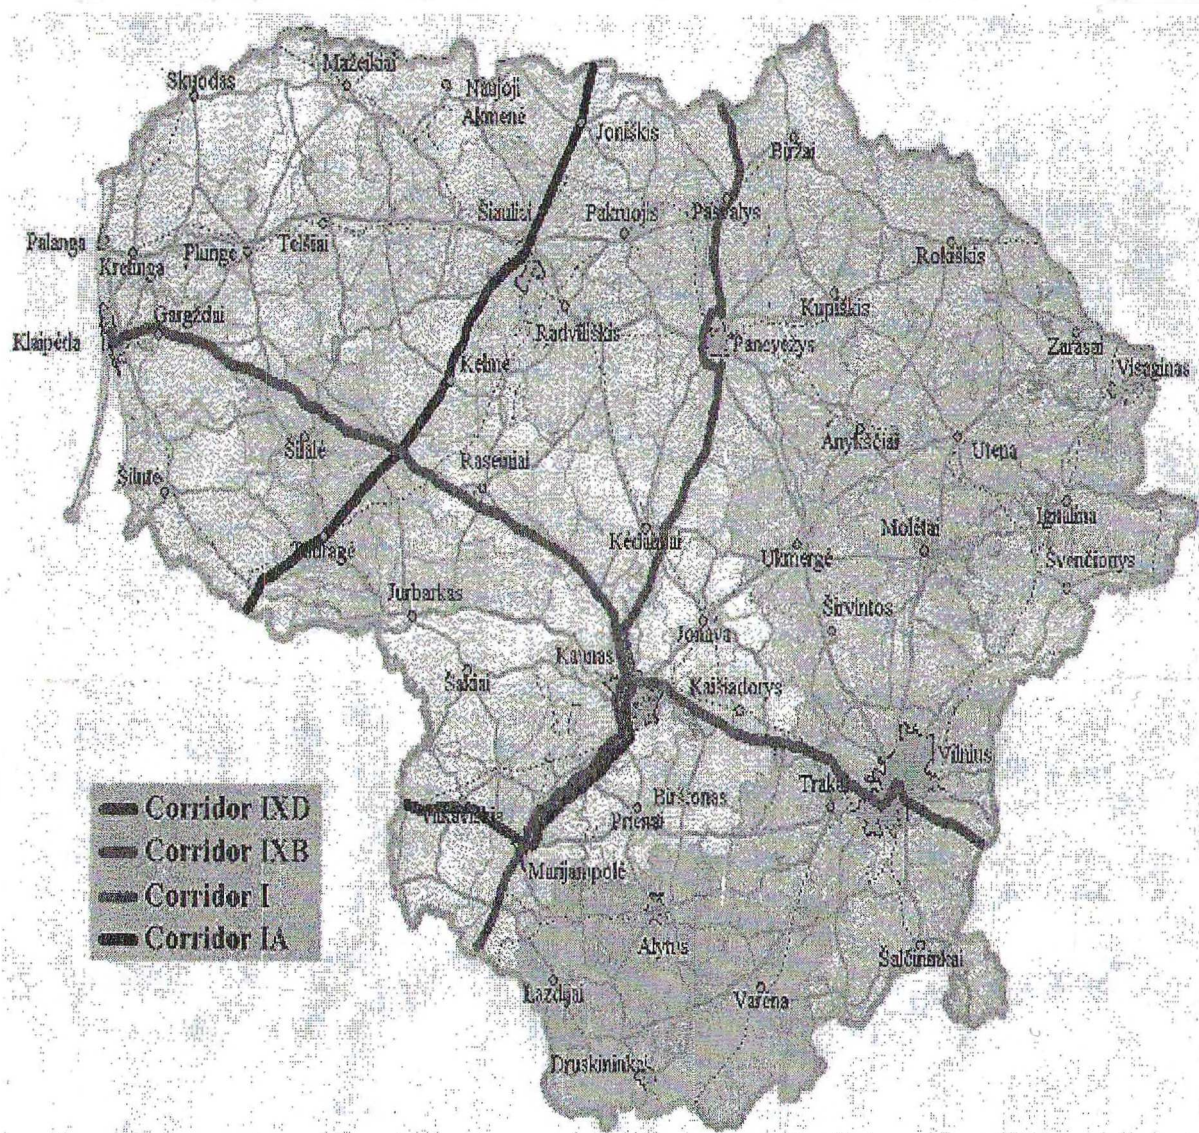 Mažeikiai
Skuodas
Naujoji
Akmenė
Joniškis
Biržai
Šiauliai
Pakruojis
Pasvalys
Palanga
Kretinga
Plungė
Telšiai
Rokiškis
Gargždai
Klaipėda
Radviliškis
Kupiškis
Panevėžys
Zarasai
Visaginas
Kelmė
Šilalė
Raseiniai
Anykščiai
Utena
Šilutė
Ignalina
Tauragė
Kėdainiai
Ukmergė
Molėtai
Švenčionys
Jurbarkas
Širvintos
Jonava
Kaunas
Šakiai
Kaišiadorys
Vilnius
Trakai
Birštonas
Prienai
Vilkaviškis
Marijampolė
Corridor IXD
Corridor IXB
Corridor I
Corridor IA
Alytus
Šalčininkai
Lazdijai
Varėna
Druskininkai